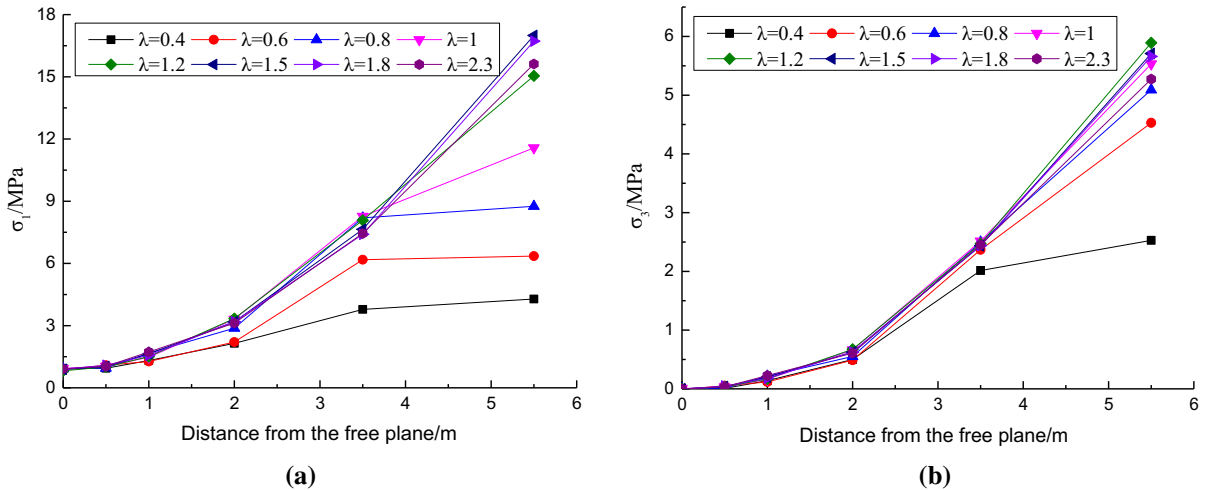 (a)
18
15
12
9
6
3
0
σ1/MPa
λ=0.4 λ=0.6 λ=0.8 λ=1
λ=1.2 λ=1.5 λ=1.8 λ=2.3
0 1 2 3 4 5 6
Distance from the free plane/m
(a)
6
5
4
3
2
1
0
σ3/MPa
λ=0.4 λ=0.6 λ=0.8 λ=1
λ=1.2 λ=1.5 λ=1.8 λ=2.3
0 1 2 3 4 5 6
Distance from the free plane/m
(b)